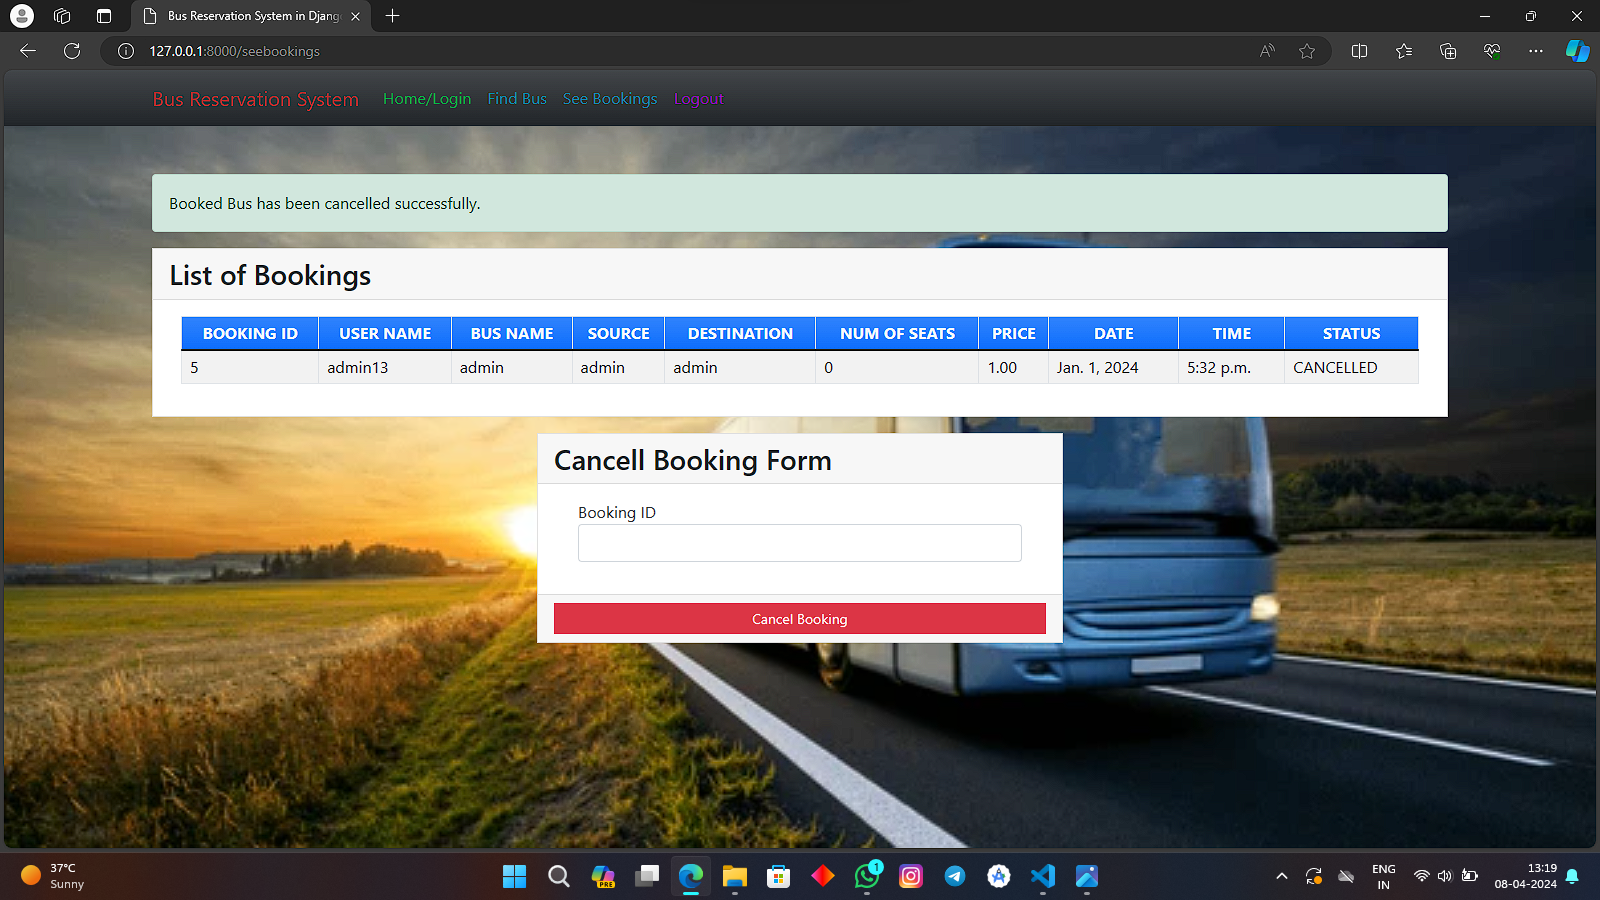 Bus Reservation System in Djang
127.0.0.1:8000/seebookings
Bus Reservation System Home/Login Find Bus See Bookings Logout
Booked Bus has been cancelled successfully.
List of Bookings
BOOKING ID USER NAME BUS NAME SOURCE DESTINATION NUM OF SEATS PRICE DATE TIME STATUS
5 admin13 admin admin admin 0 1.00 Jan. 1, 2024 5:32 p.m. CANCELLED
Cancell Booking Form
Booking ID
Cancel Booking
37°C
Sunny
PRE
1
ENG
IN
13:19
08-04-2024